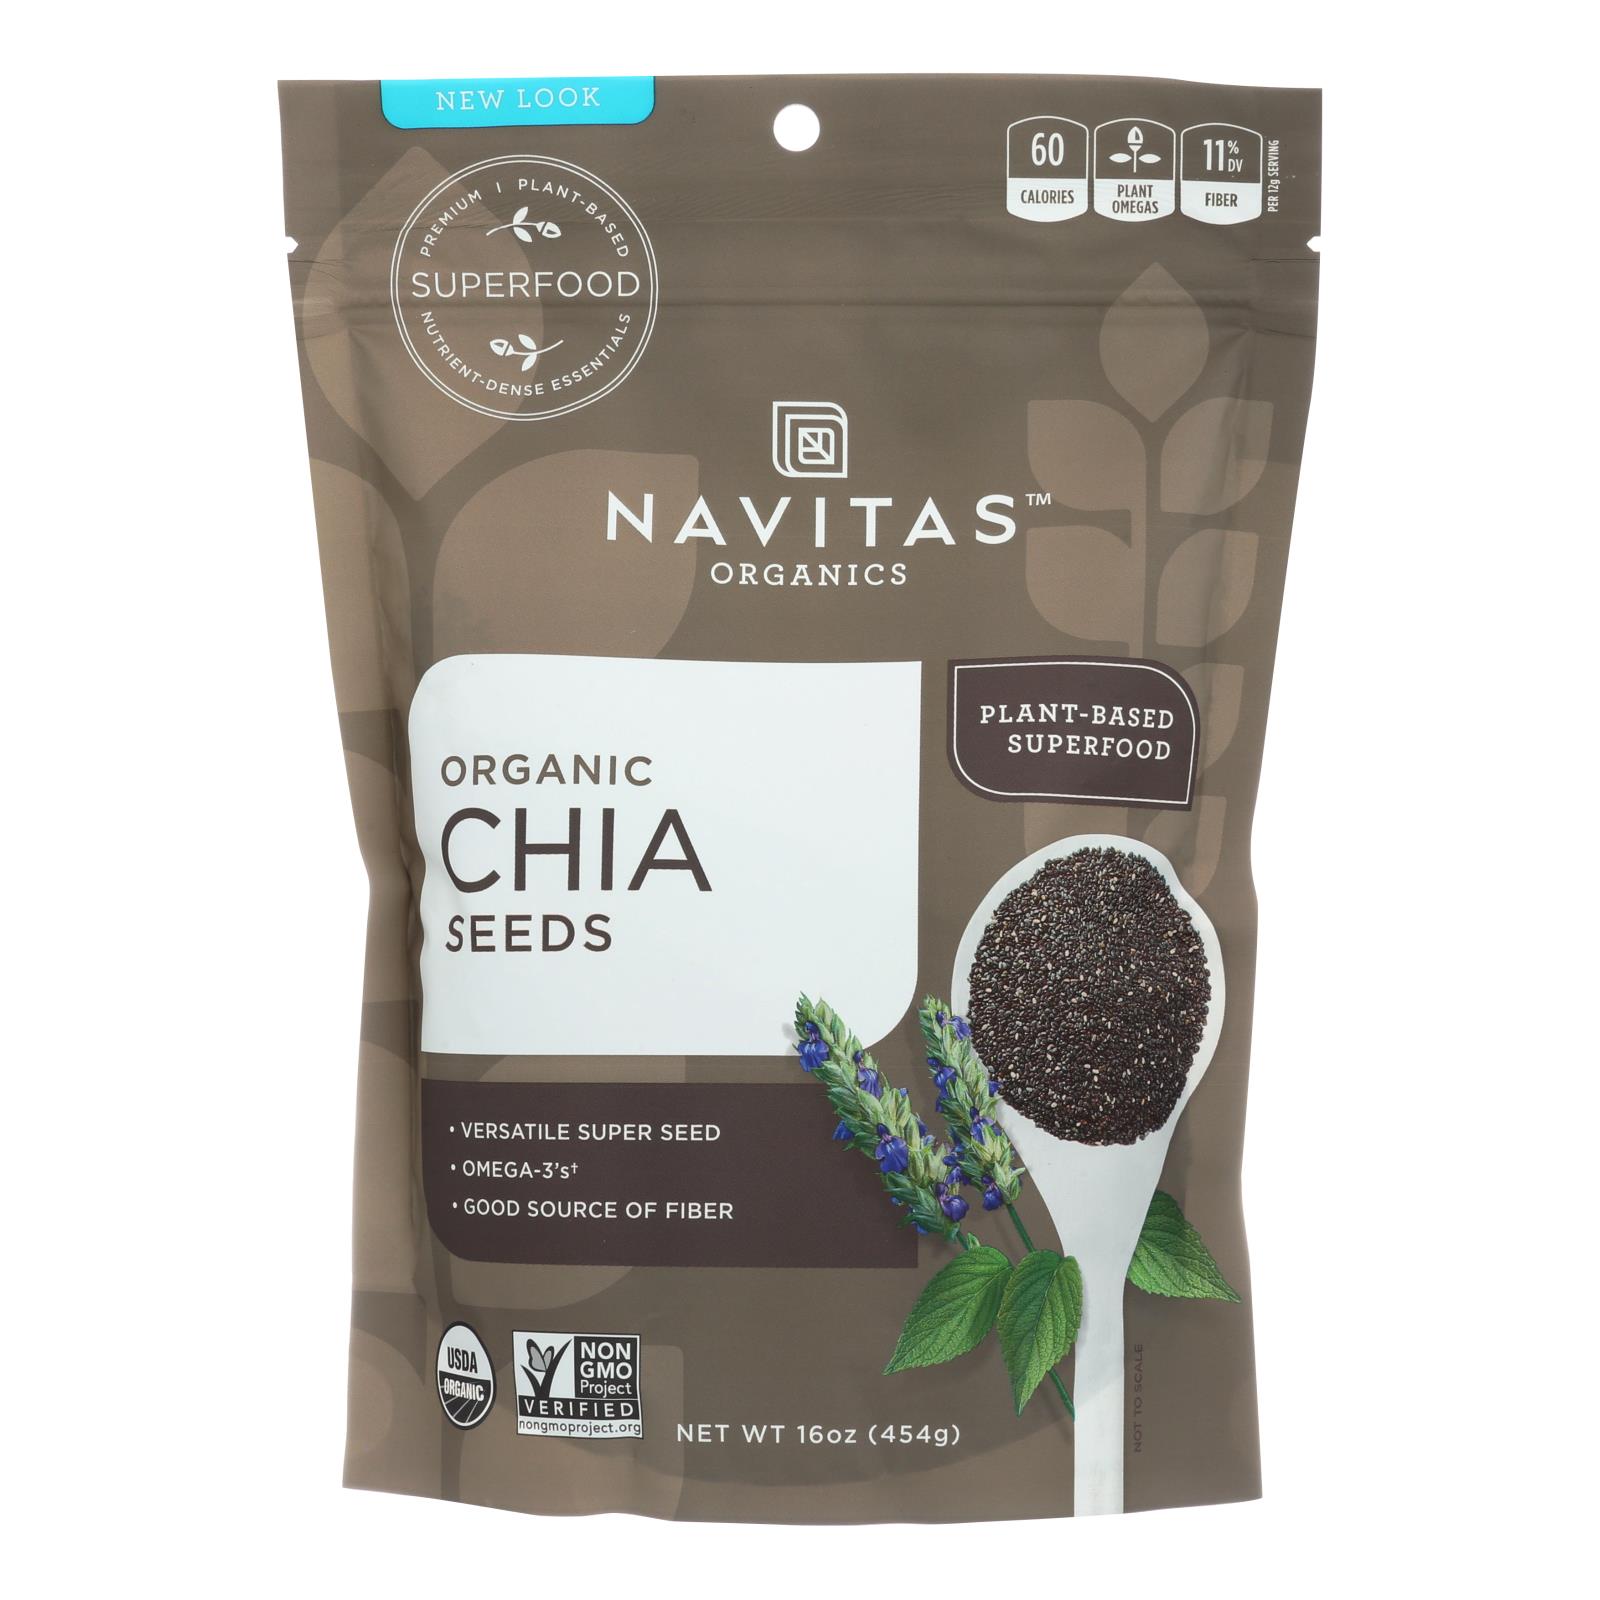 NEW LOOK
PREMIUM | PLANT-BASED
SUPERFOOD
NUTRIENT-DENSE ESSENTIALS
60
CALORIES
PLANT
OMEGAS
11% DV
FIBER
PER 12g SERVING
NAVITAS™
ORGANICS
PLANT-BASED
SUPERFOOD
ORGANIC
CHIA
SEEDS
• VERSATILE SUPER SEED
• OMEGA-3's†
• GOOD SOURCE OF FIBER
USDA
ORGANIC
NON
GMO
Project
VERIFIED
nongmoproject.org
NET WT 16oz (454g)
NOT TO SCALE